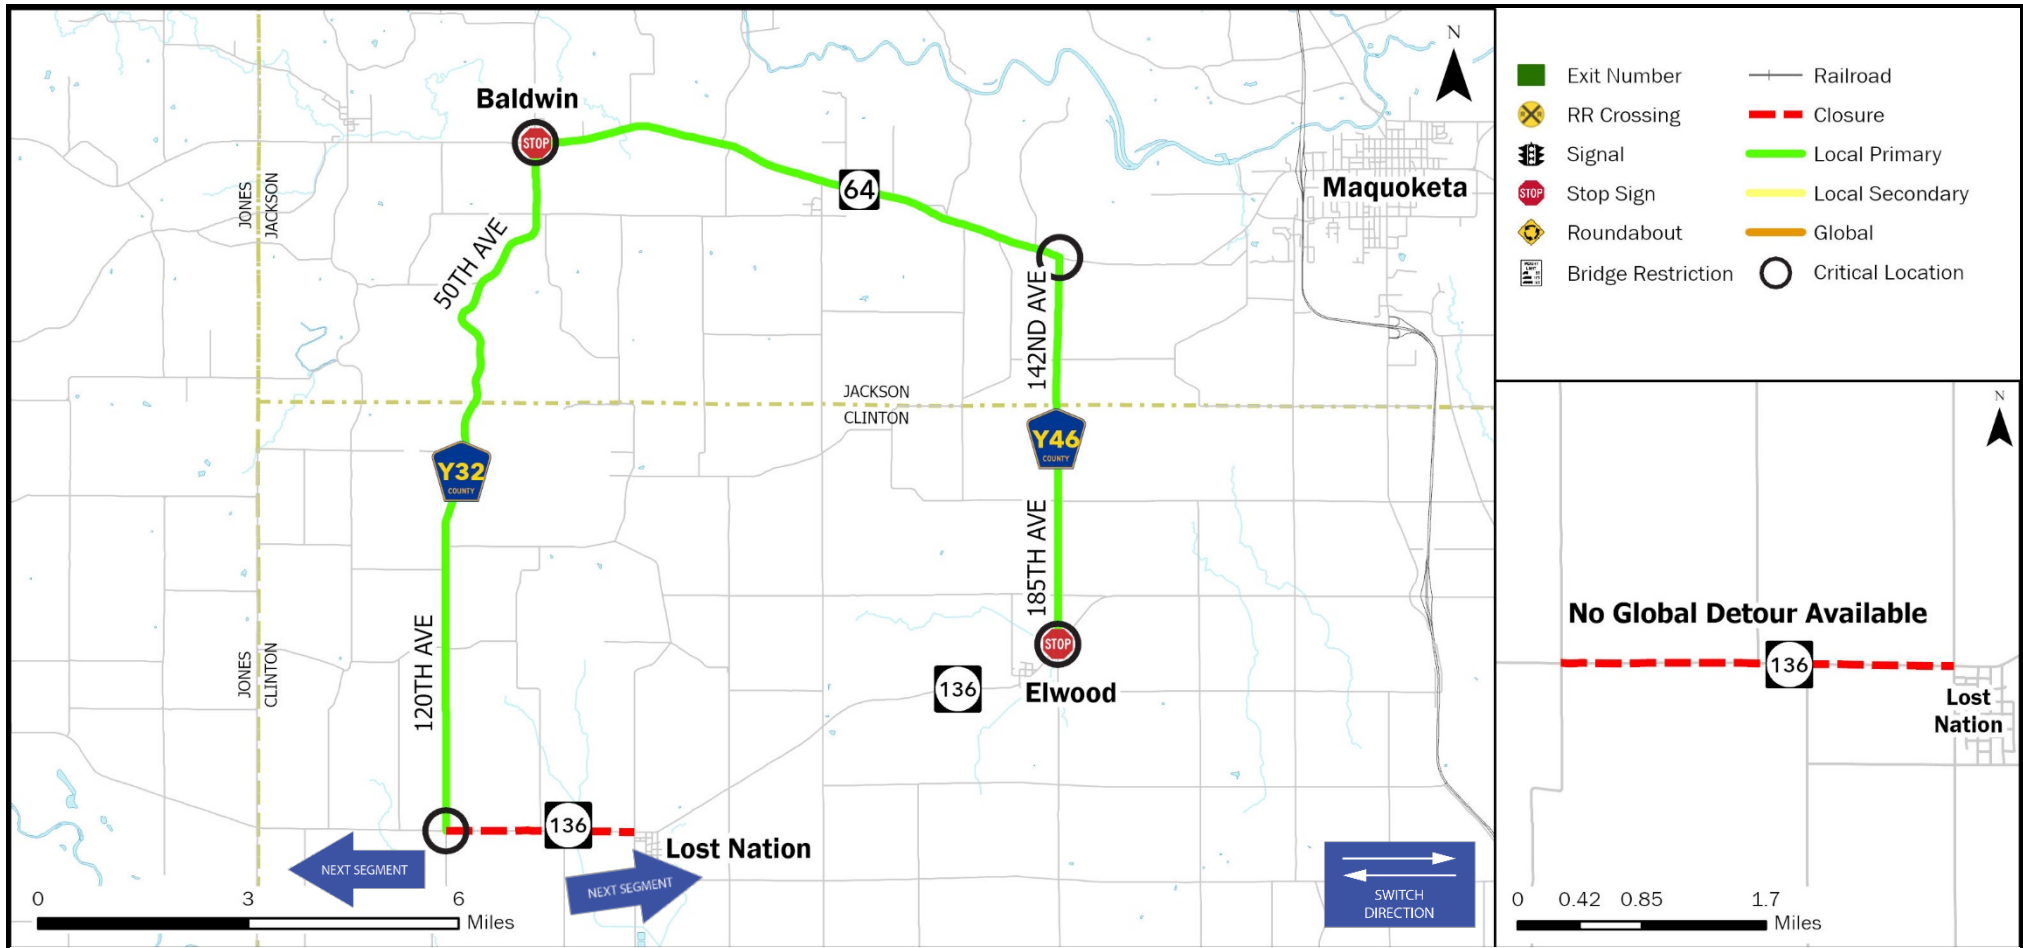 Baldwin
STOP
N
Maquoketa
64
JONES
JACKSON
50TH AVE
142ND AVE
JACKSON
CLINTON
Y46
COUNTY
Y32
COUNTY
185TH AVE
120TH AVE
STOP
JONES
CLINTON
136
Elwood
136
Lost Nation
NEXT SEGMENT
NEXT SEGMENT
SWITCH
DIRECTION
0 3 6
Miles
Exit Number
RR Crossing
Signal
STOP Stop Sign
Roundabout
Bridge Restriction
Railroad
Closure
Local Primary
Local Secondary
Global
Critical Location
N
No Global Detour Available
136
Lost
Nation
0 0.42 0.85 1.7
Miles